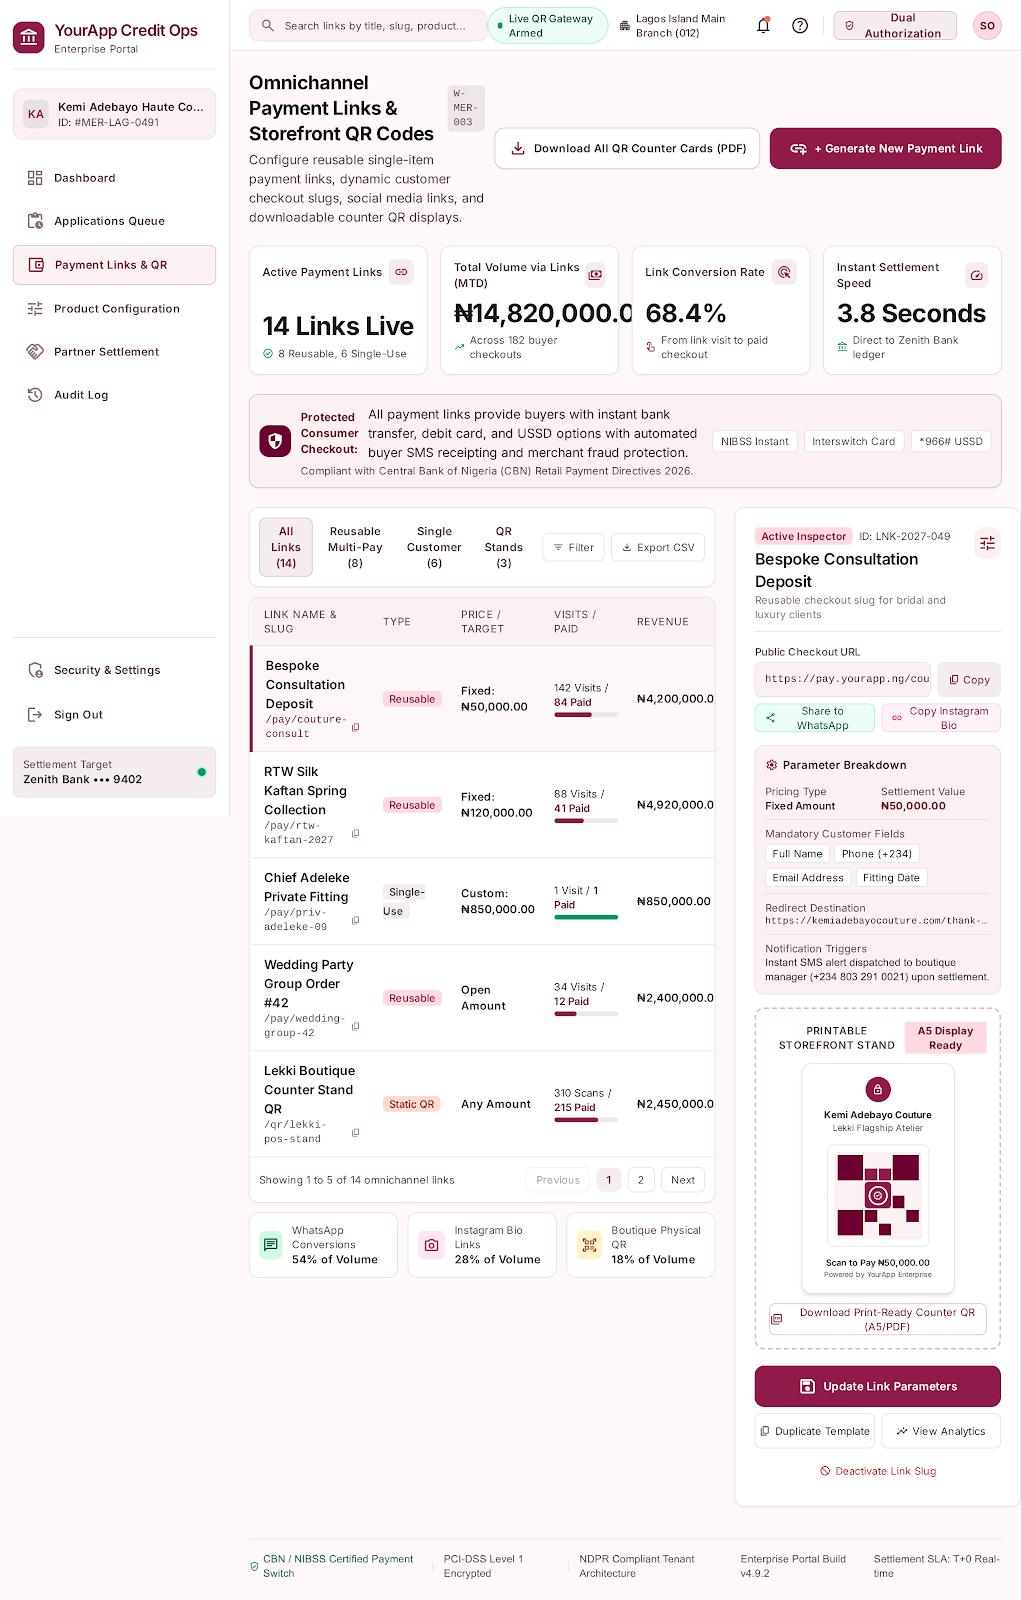 YourApp Credit Ops
Enterprise Portal
KA
Kemi Adebayo Haute Co...
ID: #MER-LAG-0491
Dashboard
Applications Queue
Payment Links & QR
Product Configuration
Partner Settlement
Audit Log
Security & Settings
Sign Out
Settlement Target
Zenith Bank ••• 9402
Search links by title, slug, product...
Live QR Gateway
Armed
Lagos Island Main
Branch (012)
Dual
Authorization
SO
Omnichannel
Payment Links &
Storefront QR Codes
W-
MER-
003
Configure reusable single-item
payment links, dynamic customer
checkout slugs, social media links, and
downloadable counter QR displays.
Download All QR Counter Cards (PDF)
+ Generate New Payment Link
Active Payment Links
14 Links Live
8 Reusable, 6 Single-Use
Total Volume via Links
(MTD)
₦14,820,000.0
Across 182 buyer
checkouts
Link Conversion Rate
68.4%
From link visit to paid
checkout
Instant Settlement
Speed
3.8 Seconds
Direct to Zenith Bank
ledger
Protected
Consumer
Checkout:
All payment links provide buyers with instant bank
transfer, debit card, and USSD options with automated
buyer SMS receipting and merchant fraud protection.
Compliant with Central Bank of Nigeria (CBN) Retail Payment Directives 2026.
NIBSS Instant
Interswitch Card
*966# USSD
All
Links
(14)
Reusable
Multi-Pay
(8)
Single
Customer
(6)
QR
Stands
(3)
Filter
Export CSV
LINK NAME &
SLUG
TYPE
PRICE /
TARGET
VISITS /
PAID
REVENUE
Bespoke
Consultation
Deposit
/pay/couture-
consult
Reusable
Fixed:
₦50,000.00
142 Visits /
84 Paid
₦4,200,000.0
RTW Silk
Kaftan Spring
Collection
/pay/rtw-
kaftan-2027
Reusable
Fixed:
₦120,000.00
88 Visits /
41 Paid
₦4,920,000.0
Chief Adeleke
Private Fitting
/pay/priv-
adeleke-09
Single-
Use
Custom:
₦850,000.00
1 Visit / 1
Paid
₦850,000.00
Wedding Party
Group Order
#42
/pay/wedding-
group-42
Reusable
Open
Amount
34 Visits /
12 Paid
₦2,400,000.0
Lekki Boutique
Counter Stand
QR
/qr/lekki-
pos-stand
Static QR
Any Amount
310 Scans /
215 Paid
₦2,450,000.0
Showing 1 to 5 of 14 omnichannel links
Previous
1
2
Next
WhatsApp
Conversions
54% of Volume
Instagram Bio
Links
28% of Volume
Boutique Physical
QR
18% of Volume
Active Inspector
ID: LNK-2027-049
Bespoke Consultation
Deposit
Reusable checkout slug for bridal and
luxury clients
Public Checkout URL
https://pay.yourapp.ng/cou
Copy
Share to
WhatsApp
Copy Instagram
Bio
Parameter Breakdown
Pricing Type
Fixed Amount
Settlement Value
₦50,000.00
Mandatory Customer Fields
Full Name
Phone (+234)
Email Address
Fitting Date
Redirect Destination
https://kemiadebayocouture.com/thank-…
Notification Triggers
Instant SMS alert dispatched to boutique
manager (+234 803 291 0021) upon settlement.
PRINTABLE
STOREFRONT STAND
A5 Display
Ready
Kemi Adebayo Couture
Lekki Flagship Atelier
Scan to Pay ₦50,000.00
Powered by YourApp Enterprise
Download Print-Ready Counter QR
(A5/PDF)
Update Link Parameters
Duplicate Template
View Analytics
Deactivate Link Slug
CBN / NIBSS Certified Payment
Switch
PCI-DSS Level 1
Encrypted
NDPR Compliant Tenant
Architecture
Enterprise Portal Build
v4.9.2
Settlement SLA: T+0 Real-
time